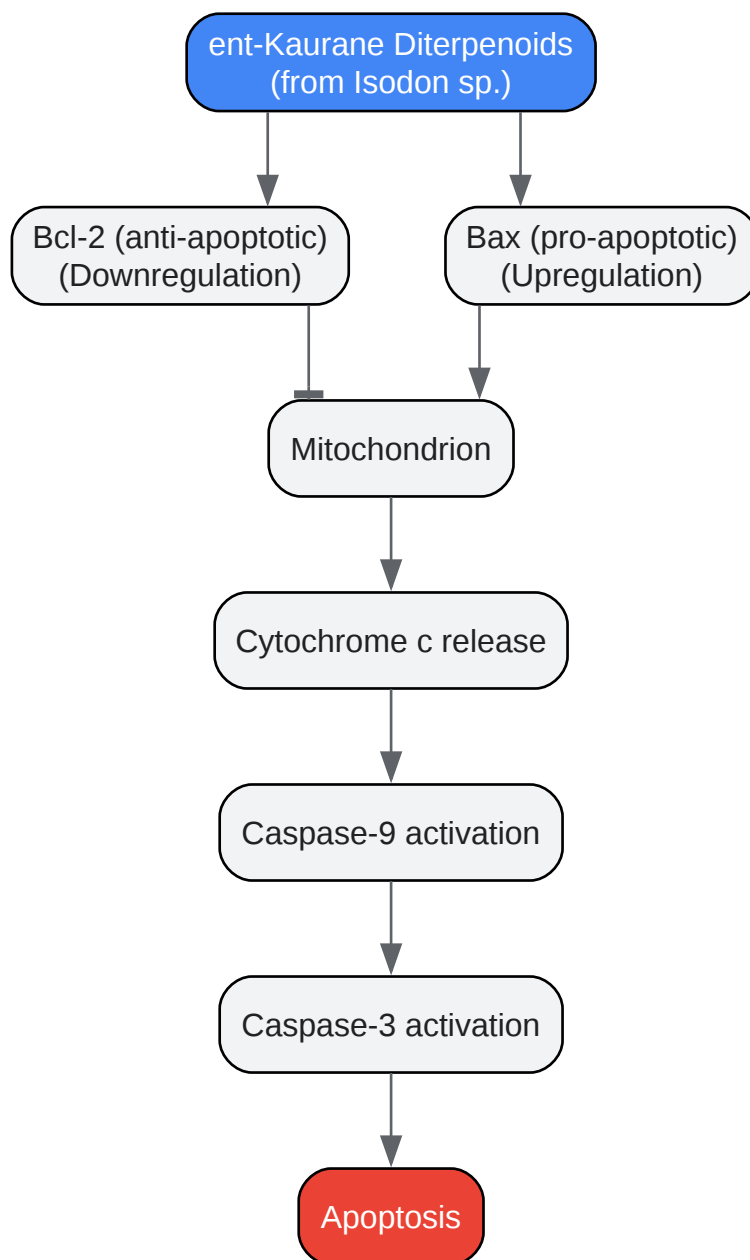 ent-Kaurane Diterpenoids
(from Isodon sp.)
Bcl-2 (anti-apoptotic)
(Downregulation)
Bax (pro-apoptotic)
(Upregulation)
Mitochondrion
Cytochrome c release
Caspase-9 activation
Caspase-3 activation
Apoptosis